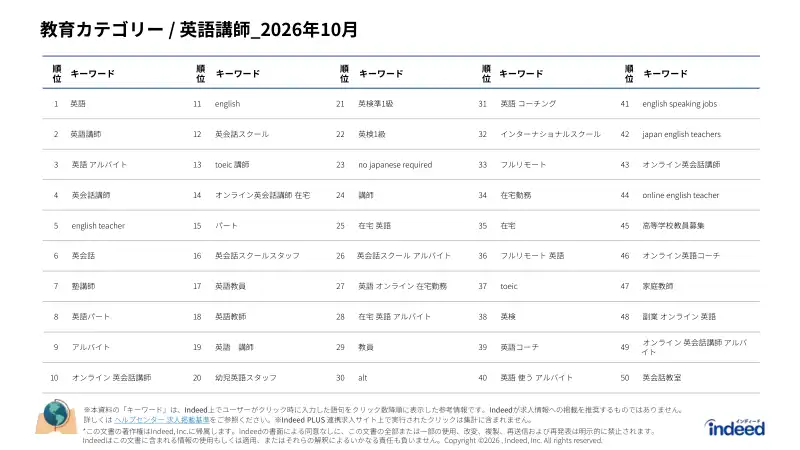 教育カテゴリー / 英語講師_2026年10月
順位 キーワード 順位 キーワード 順位 キーワード 順位 キーワード 順位 キーワード
1 英語 11 english 21 英検準1級 31 英語 コーチング 41 english speaking jobs
2 英語講師 12 英会話スクール 22 英検1級 32 インターナショナルスクール 42 japan english teachers
3 英語 アルバイト 13 toeic 講師 23 no japanese required 33 フルリモート 43 オンライン英会話講師
4 英会話講師 14 オンライン英会話講師 在宅 24 講師 34 在宅勤務 44 online english teacher
5 english teacher 15 パート 25 在宅 英語 35 在宅 45 高等学校教員募集
6 英会話 16 英会話スクールスタッフ 26 英会話スクール アルバイト 36 フルリモート 英語 46 オンライン英語コーチ
7 塾講師 17 英語教員 27 英語 オンライン 在宅勤務 37 toeic 47 家庭教師
8 英語パート 18 英語教師 28 在宅 英語 アルバイト 38 英検 48 副業 オンライン 英語
9 アルバイト 19 英語　講師 29 教員 39 英語コーチ 49 オンライン 英会話講師 アルバイト
10 オンライン 英会話講師 20 幼児英語スタッフ 30 alt 40 英語 使う アルバイト 50 英会話教室
※本資料の「キーワード」は、Indeed上でユーザーがクリック時に入力した語句をクリック数降順に表示した参考情報です。Indeedが求人情報への掲載を推奨するものではありません。
詳しくは ヘルプセンター 求人掲載基準をご参照ください。※Indeed PLUS 連携求人サイト上で実行されたクリックは集計に含まれません。
*この文書の著作権はIndeed, Inc.に帰属します。Indeedの書面による同意なしに、この文書の全部または一部の使用、改変、複製、再送信および再発表は明示的に禁止されます。
Indeedはこの文書に含まれる情報の使用もしくは適用、またはそれらの解釈によるいかなる責任も負いません。Copyright ©2026 , Indeed, Inc. All rights reserved.
インディード
indeed